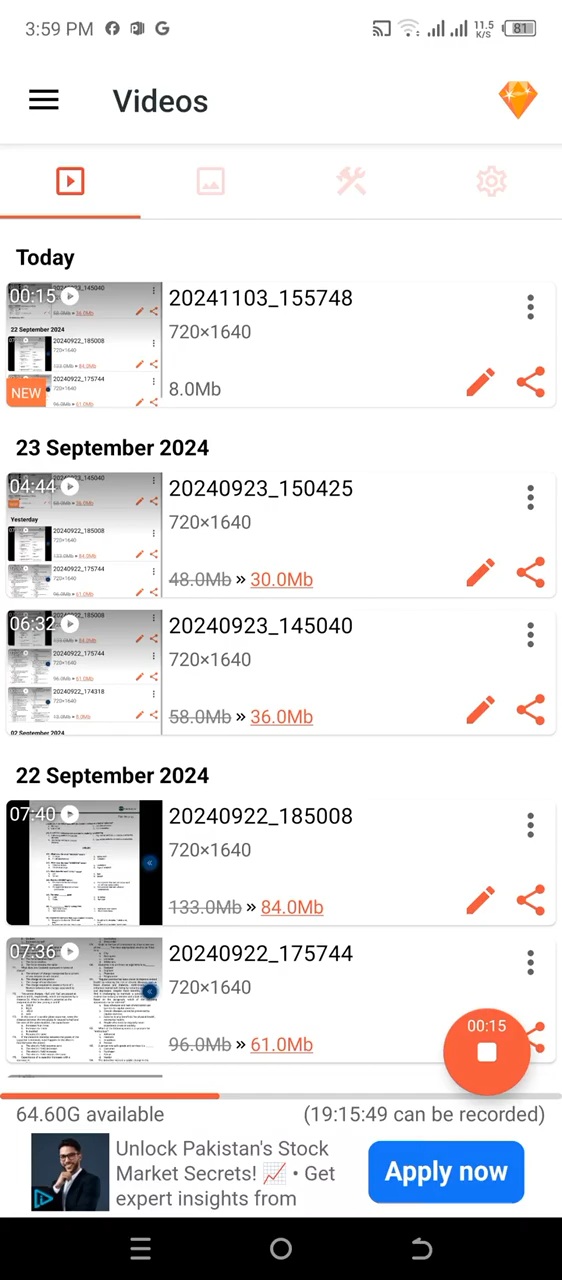 3:59 PM
11.5 K/S
81
Videos
Today
00:15
NEW
20241103_155748
720×1640
8.0Mb
23 September 2024
04:44
20240923_150425
720×1640
48.0Mb » 30.0Mb
06:32
20240923_145040
720×1640
58.0Mb » 36.0Mb
22 September 2024
07:40
20240922_185008
720×1640
133.0Mb » 84.0Mb
07:36
20240922_175744
720×1640
96.0Mb » 61.0Mb
00:15
64.60G available
(19:15:49 can be recorded)
Unlock Pakistan's Stock
Market Secrets! 📈 • Get
expert insights from
Apply now